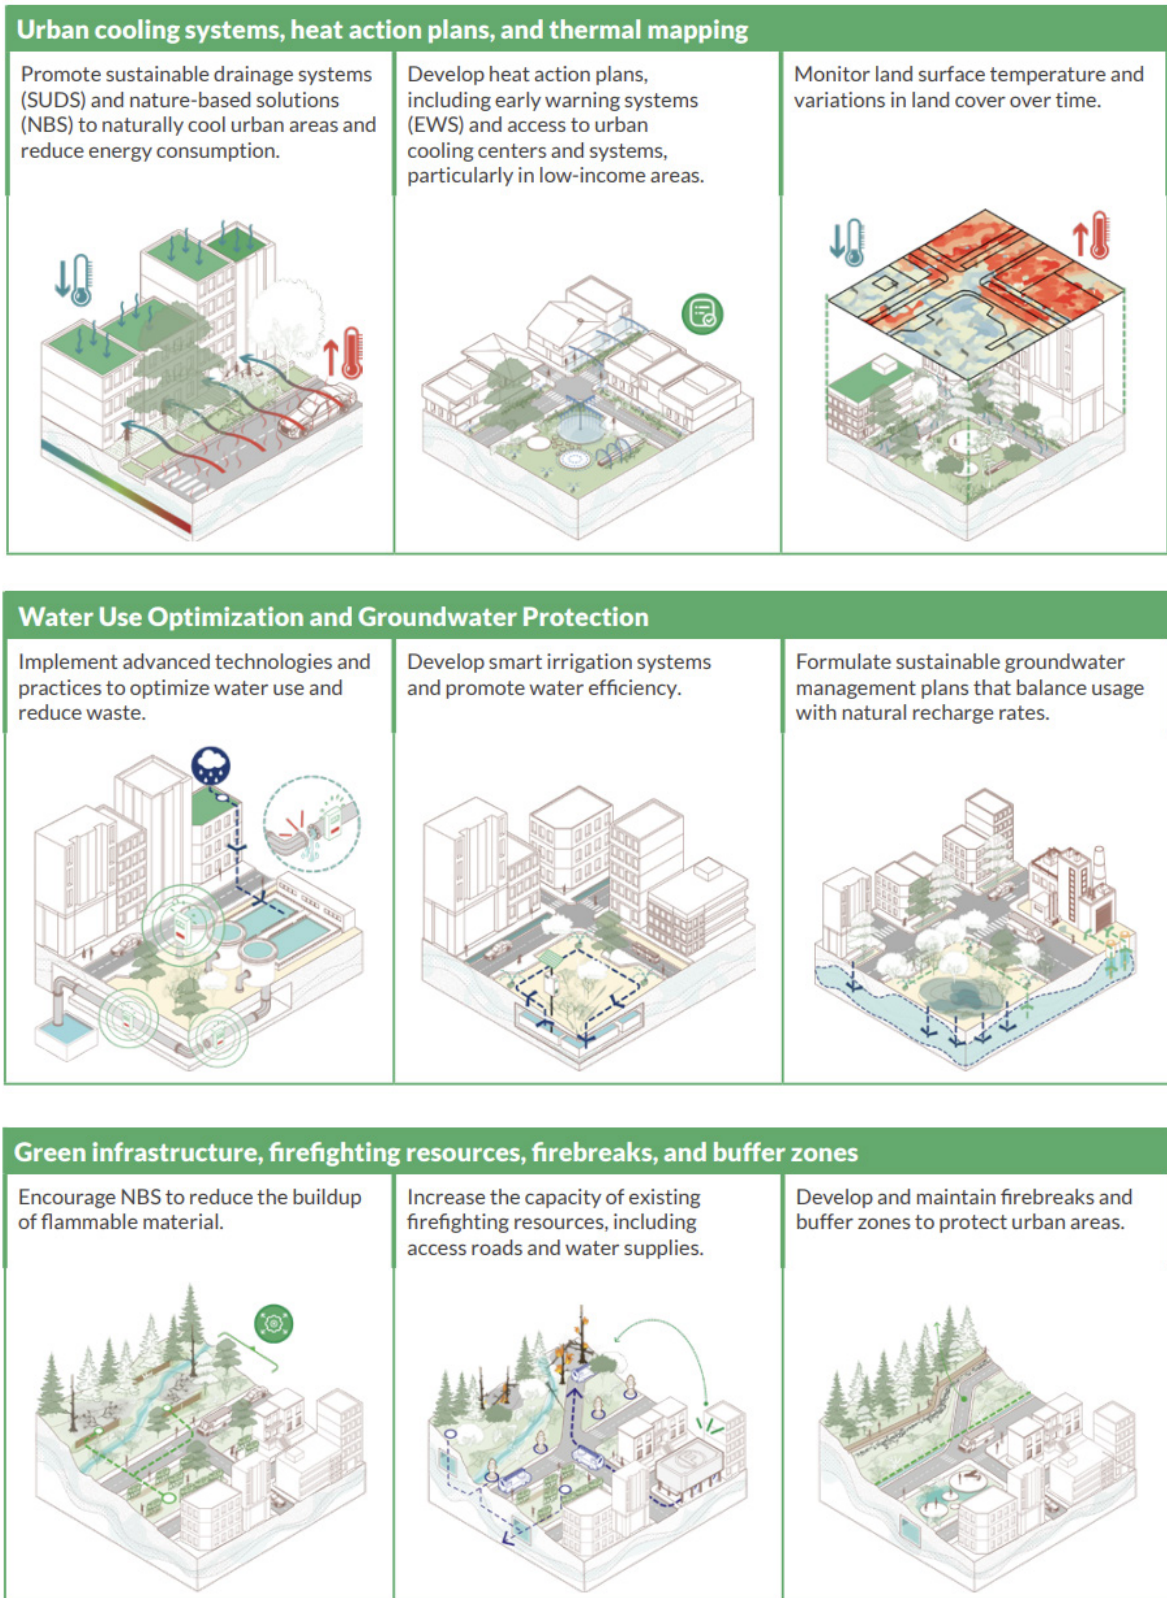 Urban cooling systems, heat action plans, and thermal mapping
Promote sustainable drainage systems
(SUDS) and nature-based solutions
(NBS) to naturally cool urban areas and
reduce energy consumption.
Develop heat action plans,
including early warning systems
(EWS) and access to urban
cooling centers and systems,
particularly in low-income areas.
Monitor land surface temperature and
variations in land cover over time.
Water Use Optimization and Groundwater Protection
Implement advanced technologies and
practices to optimize water use and
reduce waste.
Develop smart irrigation systems
and promote water efficiency.
Formulate sustainable groundwater
management plans that balance usage
with natural recharge rates.
Green infrastructure, firefighting resources, firebreaks, and buffer zones
Encourage NBS to reduce the buildup
of flammable material.
Increase the capacity of existing
firefighting resources, including
access roads and water supplies.
Develop and maintain firebreaks and
buffer zones to protect urban areas.